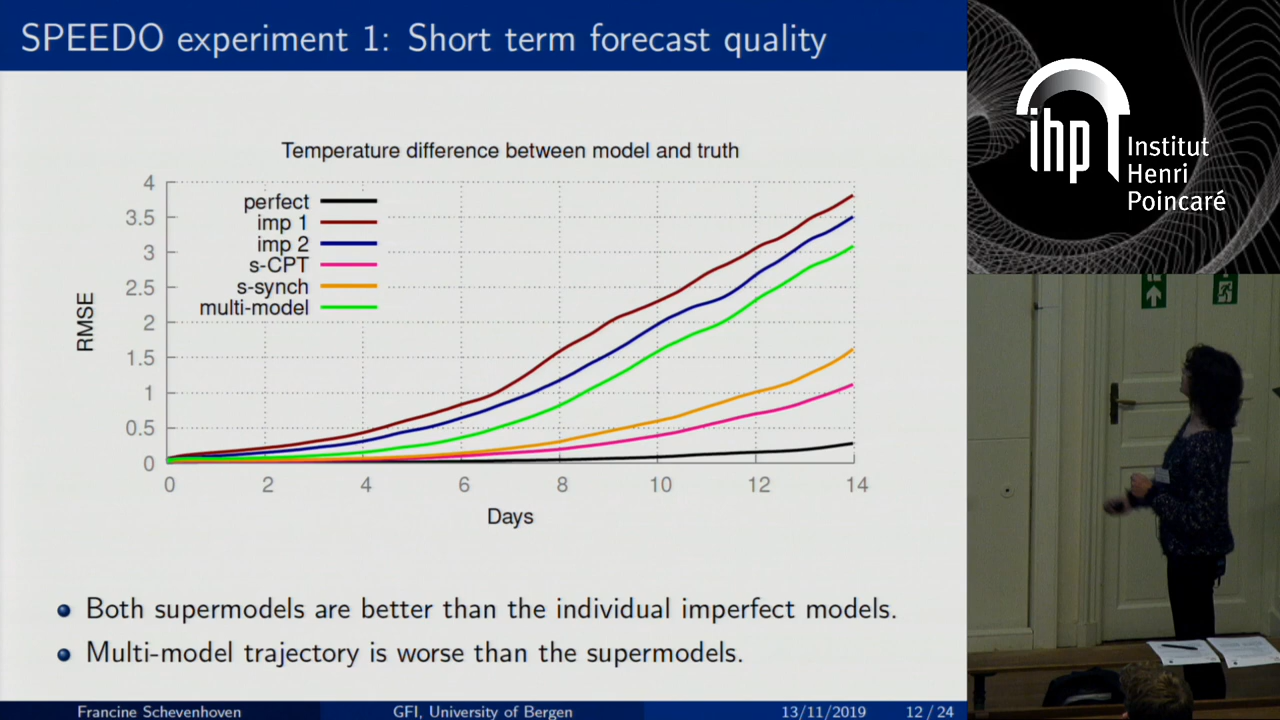 SPEEDO experiment 1: Short term forecast quality
Temperature difference between model and truth
4
3.5
3
2.5
2
1.5
1
0.5
0
RMSE
perfect
imp 1
imp 2
s-CPT
s-synch
multi-model
0 2 4 6 8 10 12 14
Days
Both supermodels are better than the individual imperfect models.
Multi-model trajectory is worse than the supermodels.
Francine Schevenhoven GFI, University of Bergen 13/11/2019 12 / 24
ihp Institut
Henri
Poincaré